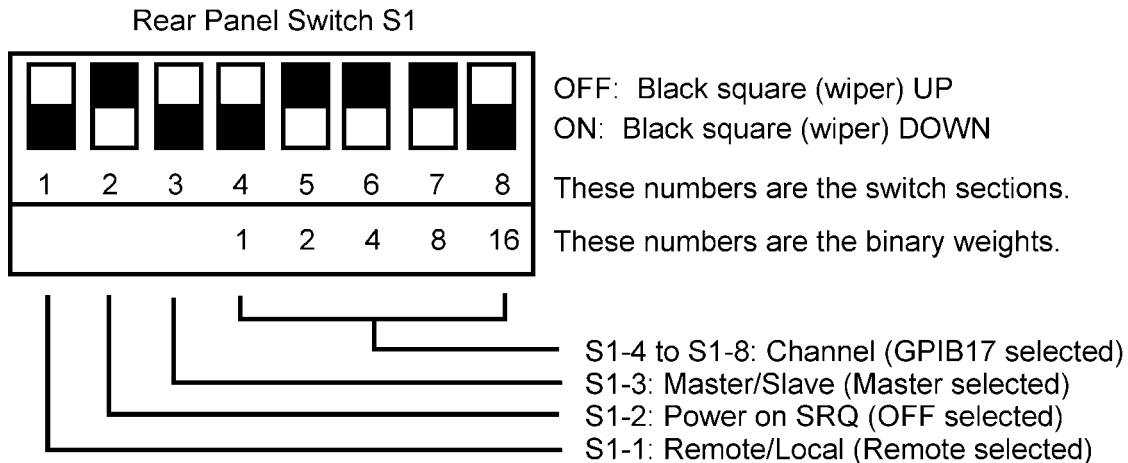 Rear Panel Switch S1
OFF: Black square (wiper) UP
ON: Black square (wiper) DOWN
1 2 3 4 5 6 7 8 These numbers are the switch sections.
1 2 4 8 16 These numbers are the binary weights.
S1-4 to S1-8: Channel (GPIB17 selected)
S1-3: Master/Slave (Master selected)
S1-2: Power on SRQ (OFF selected)
S1-1: Remote/Local (Remote selected)